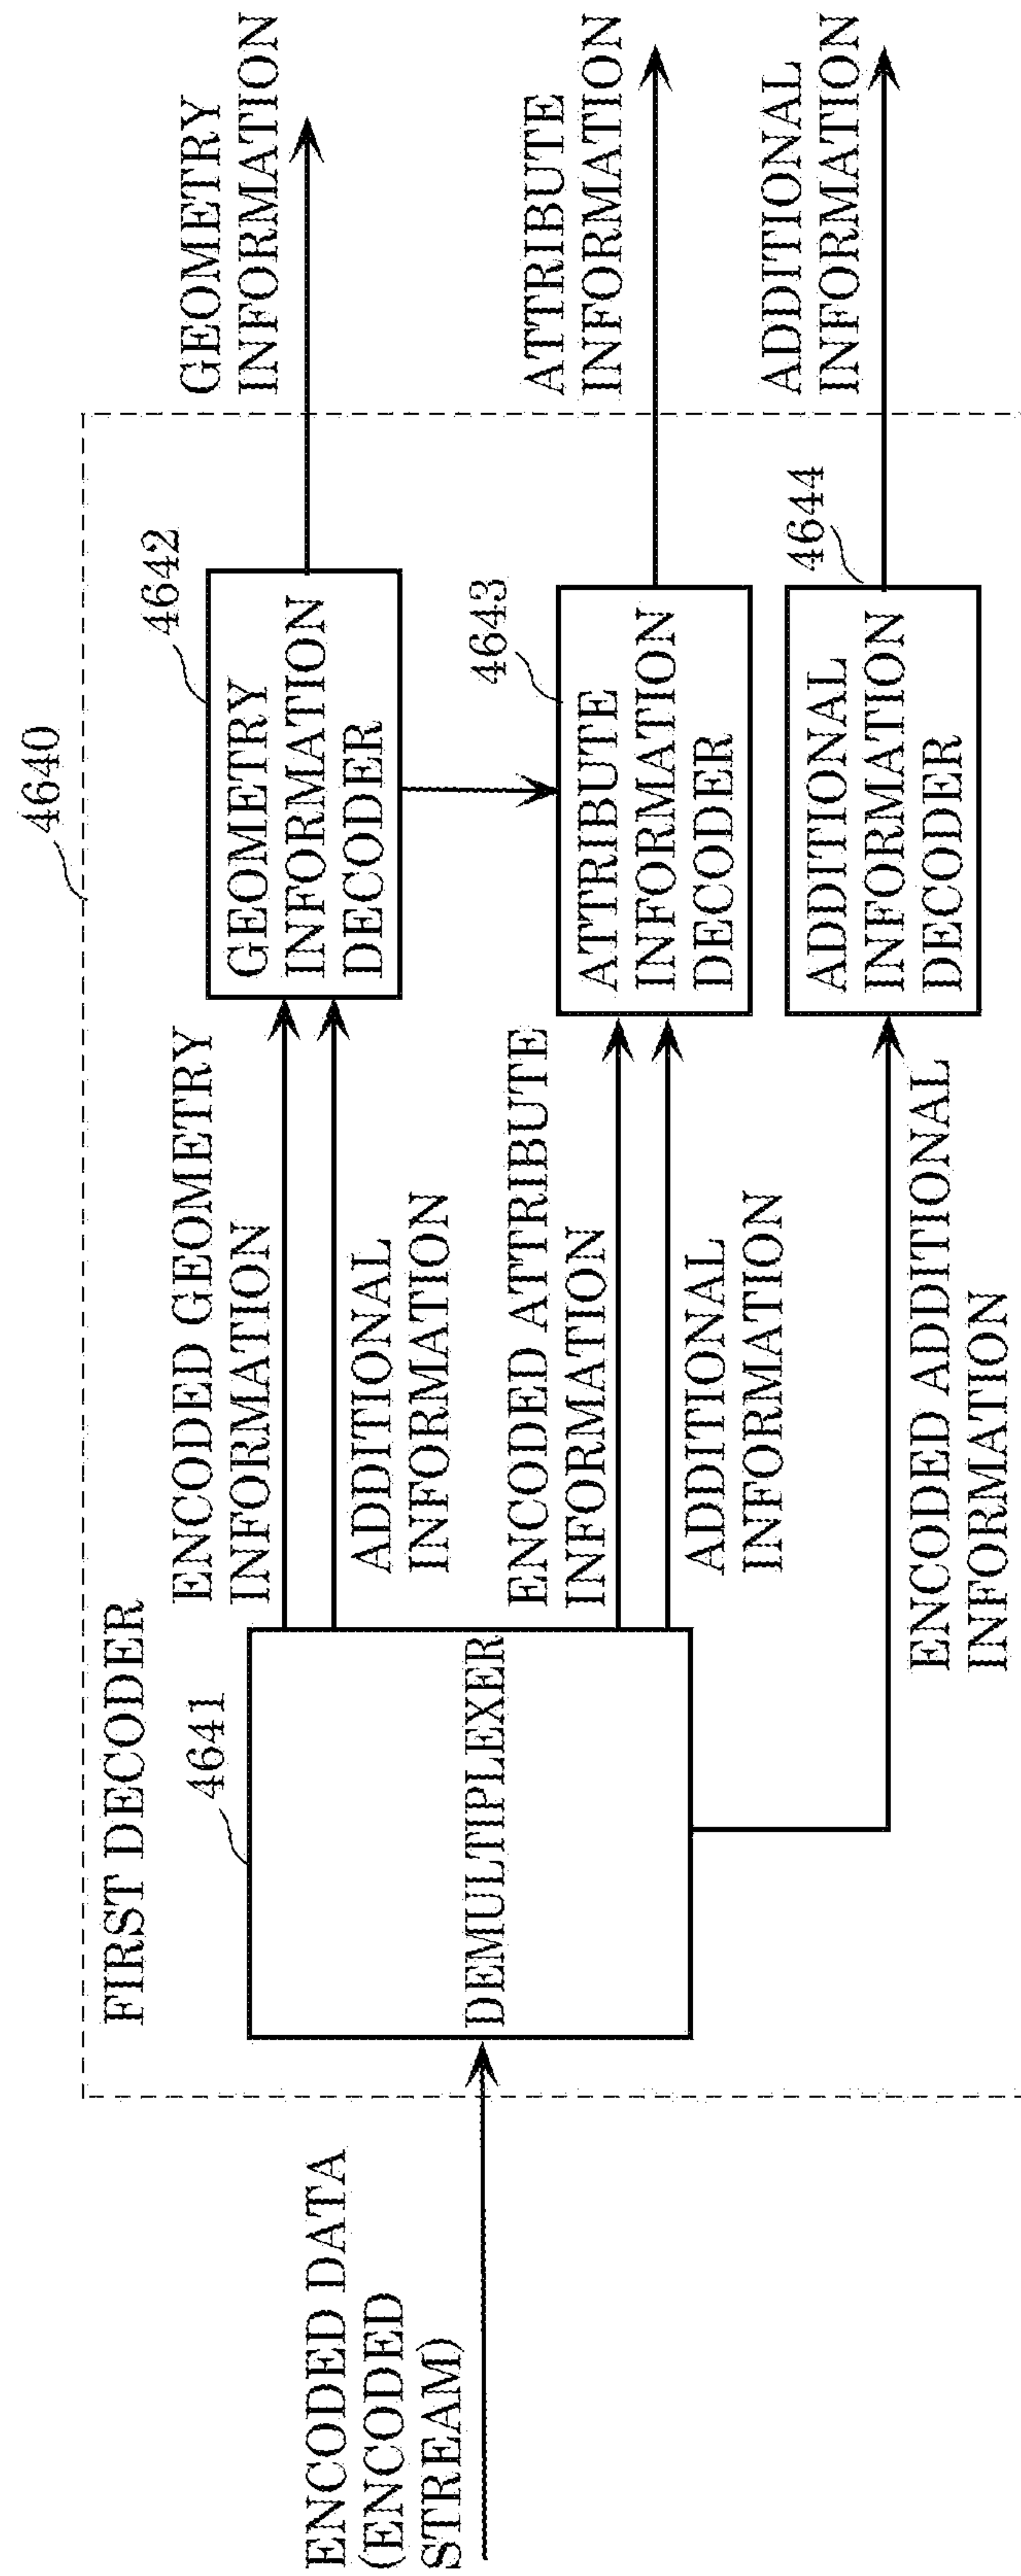 4640
FIRST DECODER
ENCODED DATA
(ENCODED
STREAM)
4641
DEMULTIPLEXER
ENCODED GEOMETRY
INFORMATION
ADDITIONAL
INFORMATION
4642
GEOMETRY
INFORMATION
DECODER
GEOMETRY
INFORMATION
ENCODED ATTRIBUTE
INFORMATION
ADDITIONAL
INFORMATION
4643
ATTRIBUTE
INFORMATION
DECODER
ATTRIBUTE
INFORMATION
ENCODED ADDITIONAL
INFORMATION
4644
ADDITIONAL
INFORMATION
DECODER
ADDITIONAL
INFORMATION